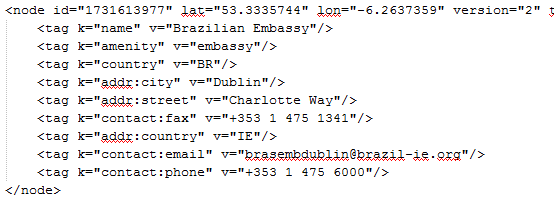 <node id="1731613977" lat="53.3335744" lon="-6.2637359" version="2" t
<tag k="name" v="Brazilian Embassy"/>
<tag k="amenity" v="embassy"/>
<tag k="country" v="BR"/>
<tag k="addr:city" v="Dublin"/>
<tag k="addr:street" v="Charlotte Way"/>
<tag k="contact:fax" v="+353 1 475 1341"/>
<tag k="addr:country" v="IE"/>
<tag k="contact:email" v="brasembdublin@brazil-ie.org"/>
<tag k="contact:phone" v="+353 1 475 6000"/>
</node>